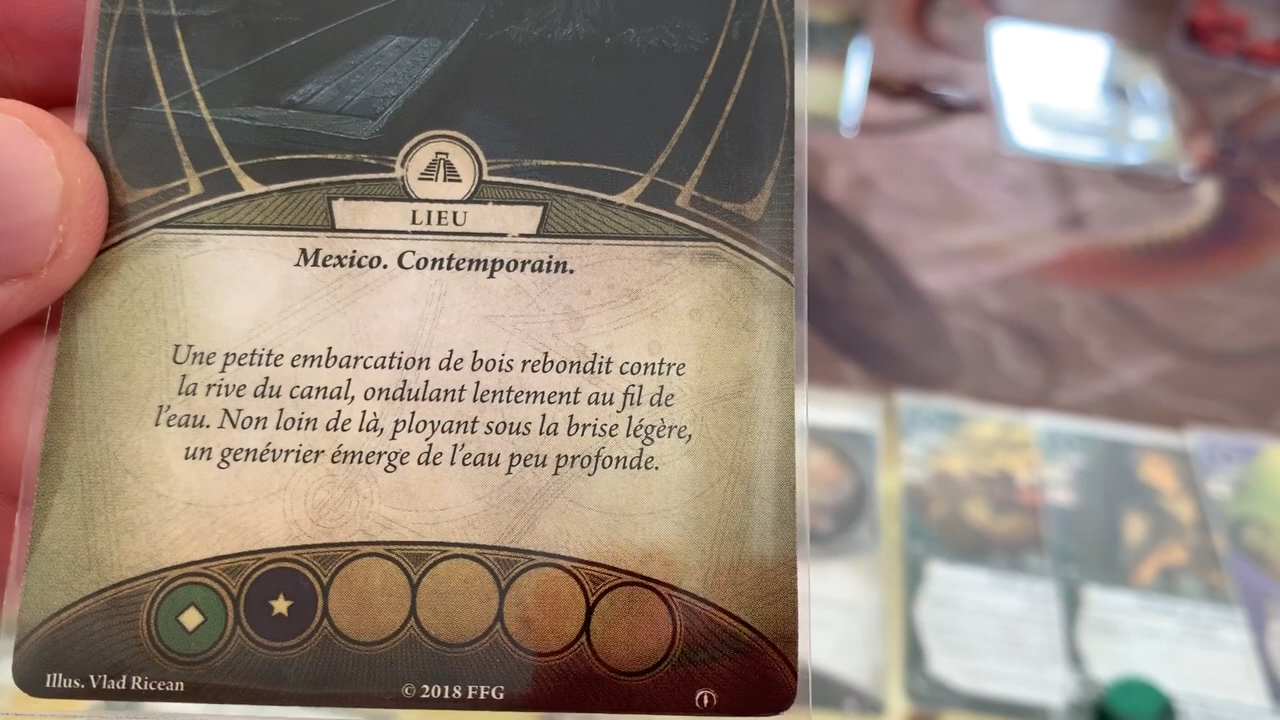 LIEU
Mexico. Contemporain.
Une petite embarcation de bois rebondit contre
la rive du canal, ondulant lentement au fil de
l'eau. Non loin de là, ployant sous la brise légère,
un genévrier émerge de l'eau peu profonde.
Illus. Vlad Ricean
© 2018 FFG